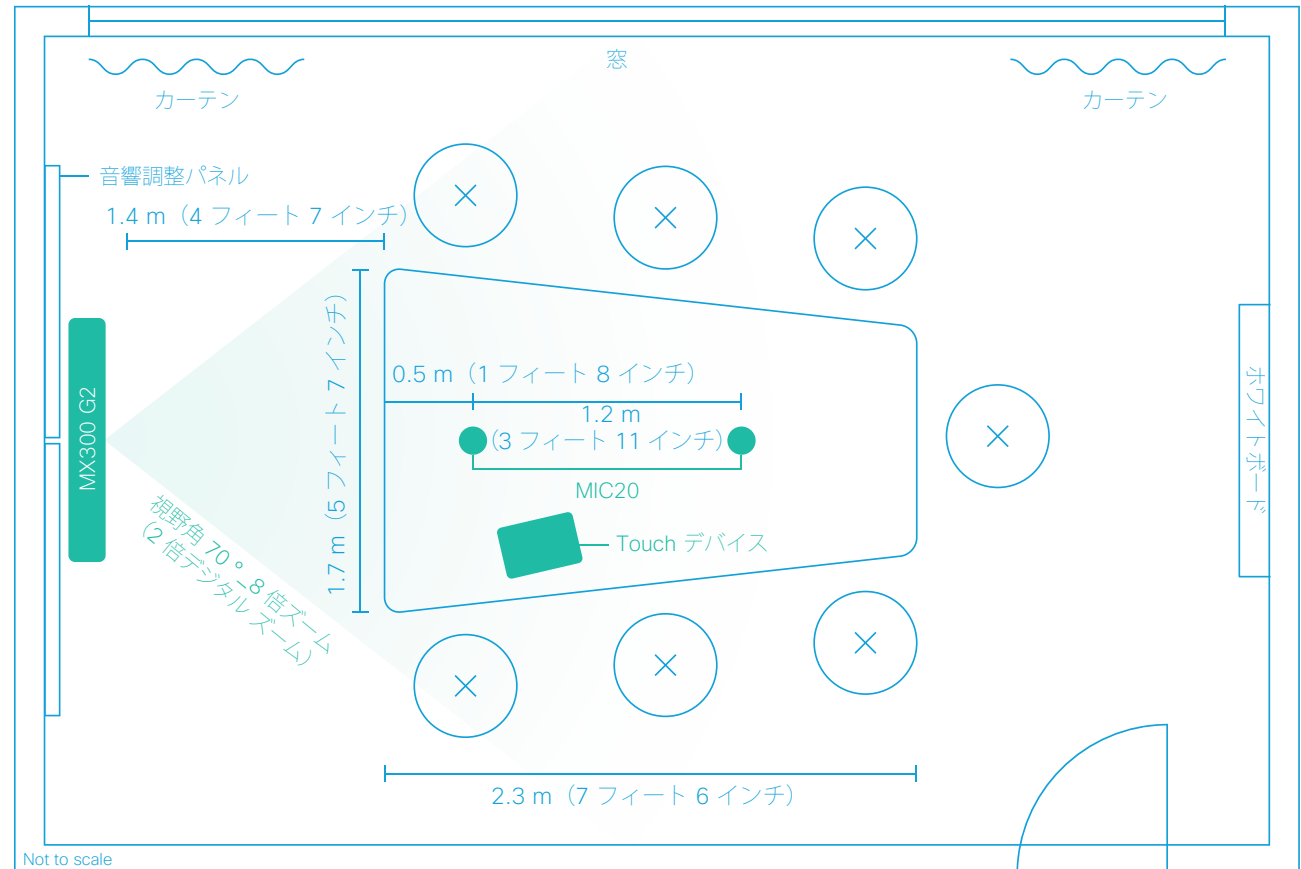 窓
カーテン
カーテン
音響調整パネル
1.4 m（4 フィート 7 インチ）
1.7 m（5 フィート 7 インチ）
0.5 m（1 フィート 8 インチ）
1.2 m
（3 フィート 11 インチ）
MIC20
MX300 G2
Touch デバイス
ホワイトボード
視野角 70 °_8 倍ズーム
（2 倍デジタル ズーム）
2.3 m（7 フィート 6 インチ）
Not to scale